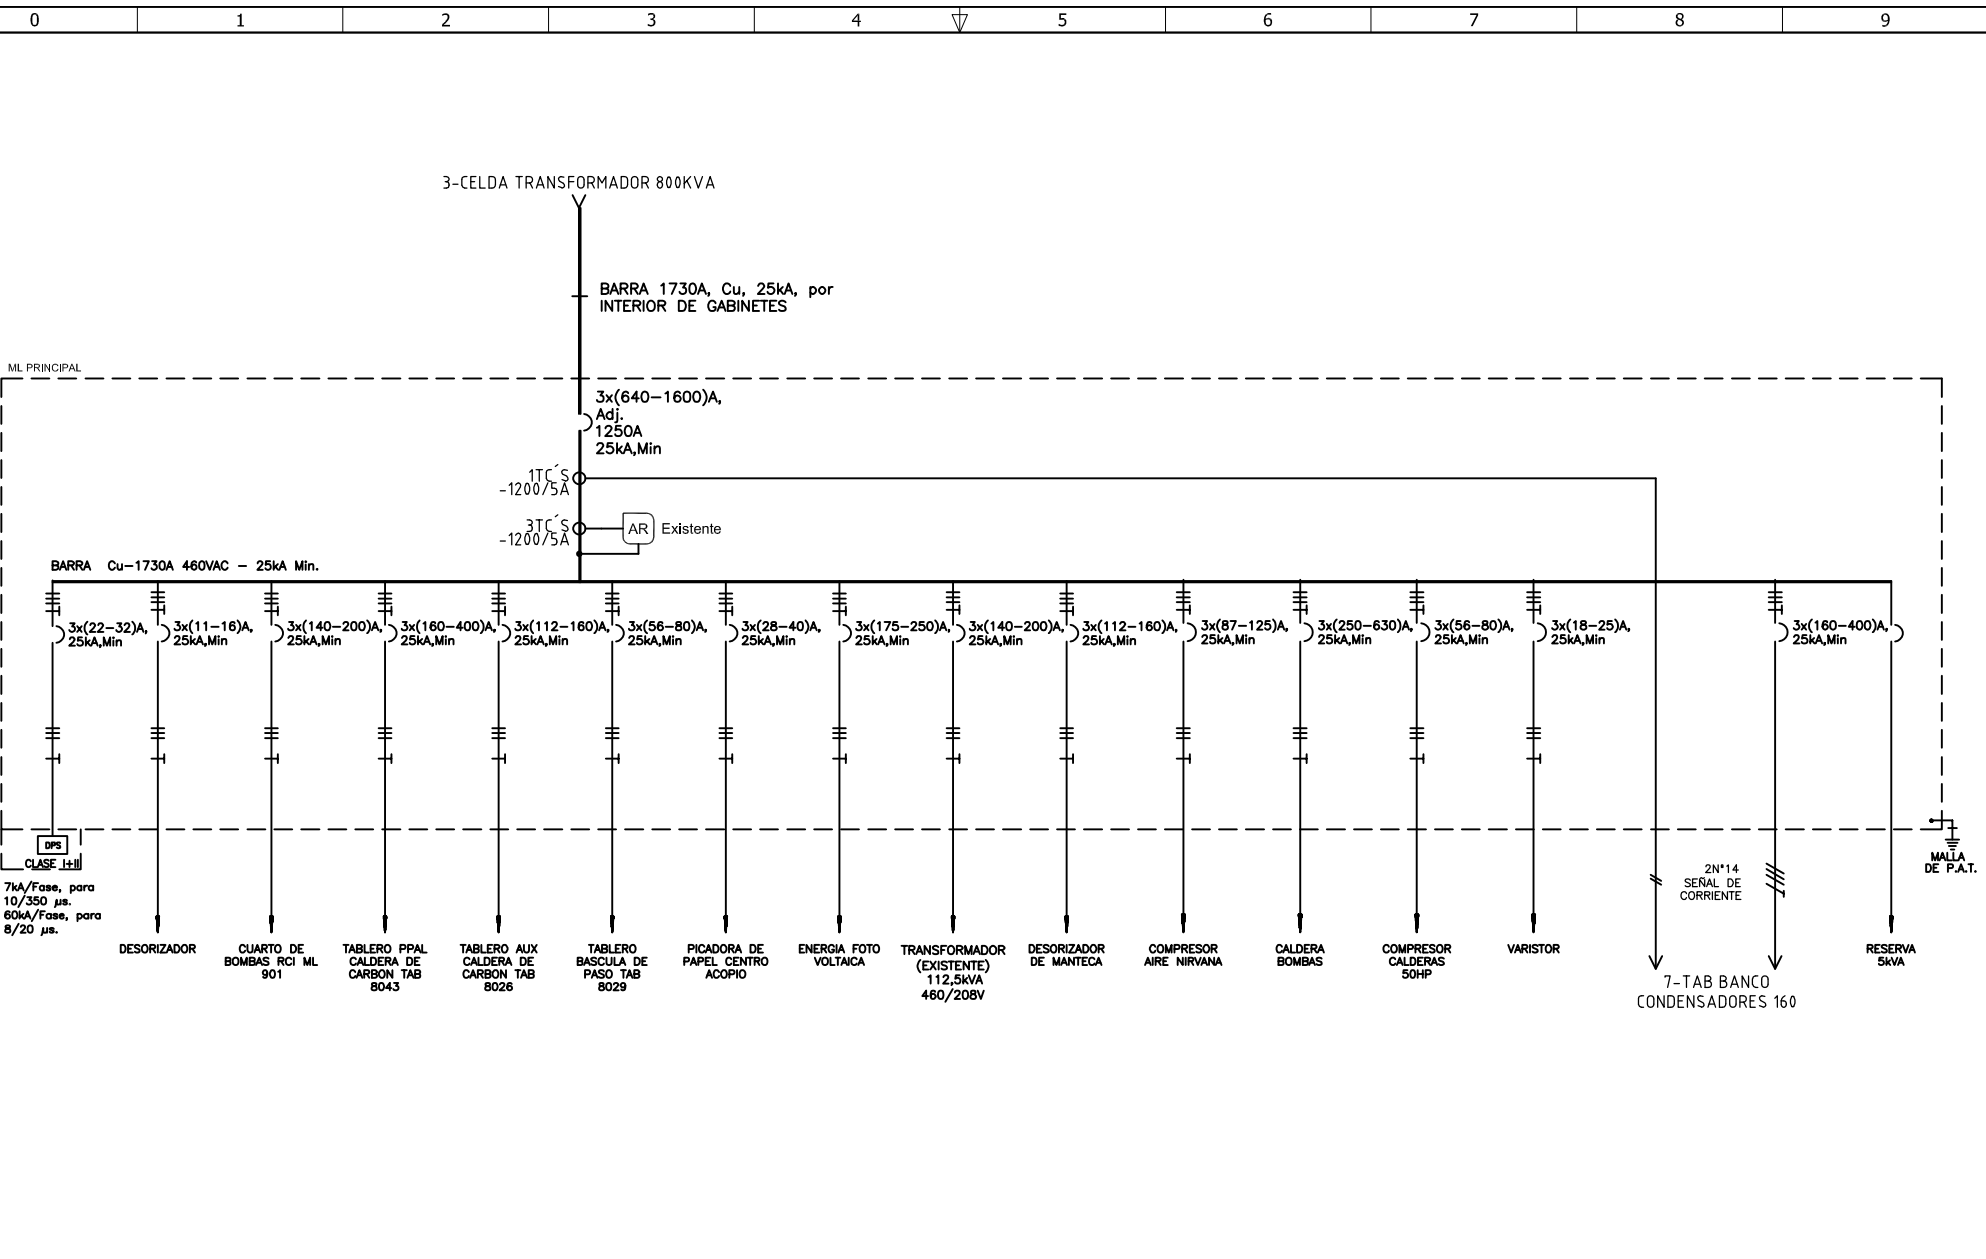 0 1 2 3 4 5 6 7 8 9
3-CELDA TRANSFORMADOR 800KVA
BARRA 1730A, Cu, 25kA, por
INTERIOR DE GABINETES
ML PRINCIPAL
3x(640-1600)A,
Adj.
1250A
25kA,Min
1TC´S
-1200/5A
3TC´S
-1200/5A
AR
Existente
BARRA Cu-1730A 460VAC - 25kA Min.
3x(22-32)A,
25kA,Min
3x(11-16)A,
25kA,Min
3x(140-200)A,
25kA,Min
3x(160-400)A,
25kA,Min
3x(112-160)A,
25kA,Min
3x(56-80)A,
25kA,Min
3x(28-40)A,
25kA,Min
3x(175-250)A,
25kA,Min
3x(140-200)A,
25kA,Min
3x(112-160)A,
25kA,Min
3x(87-125)A,
25kA,Min
3x(250-630)A,
25kA,Min
3x(56-80)A,
25kA,Min
3x(18-25)A,
25kA,Min
3x(160-400)A,
25kA,Min
DPS
CLASE I+II
7kA/Fase, para
10/350 µs.
60kA/Fase, para
8/20 µs.
DESORIZADOR
CUARTO DE
BOMBAS RCI ML
901
TABLERO PPAL
CALDERA DE
CARBON TAB
8043
TABLERO AUX
CALDERA DE
CARBON TAB
8026
TABLERO
BASCULA DE
PASO TAB
8029
PICADORA DE
PAPEL CENTRO
ACOPIO
ENERGIA FOTO
VOLTAICA
TRANSFORMADOR
(EXISTENTE)
112,5kVA
460/208V
DESORIZADOR
DE MANTECA
COMPRESOR
AIRE NIRVANA
CALDERA
BOMBAS
COMPRESOR
CALDERAS
50HP
VARISTOR
2N°14
SEÑAL DE
CORRIENTE
7-TAB BANCO
CONDENSADORES 160
RESERVA
5kVA
MALLA
DE P.A.T.